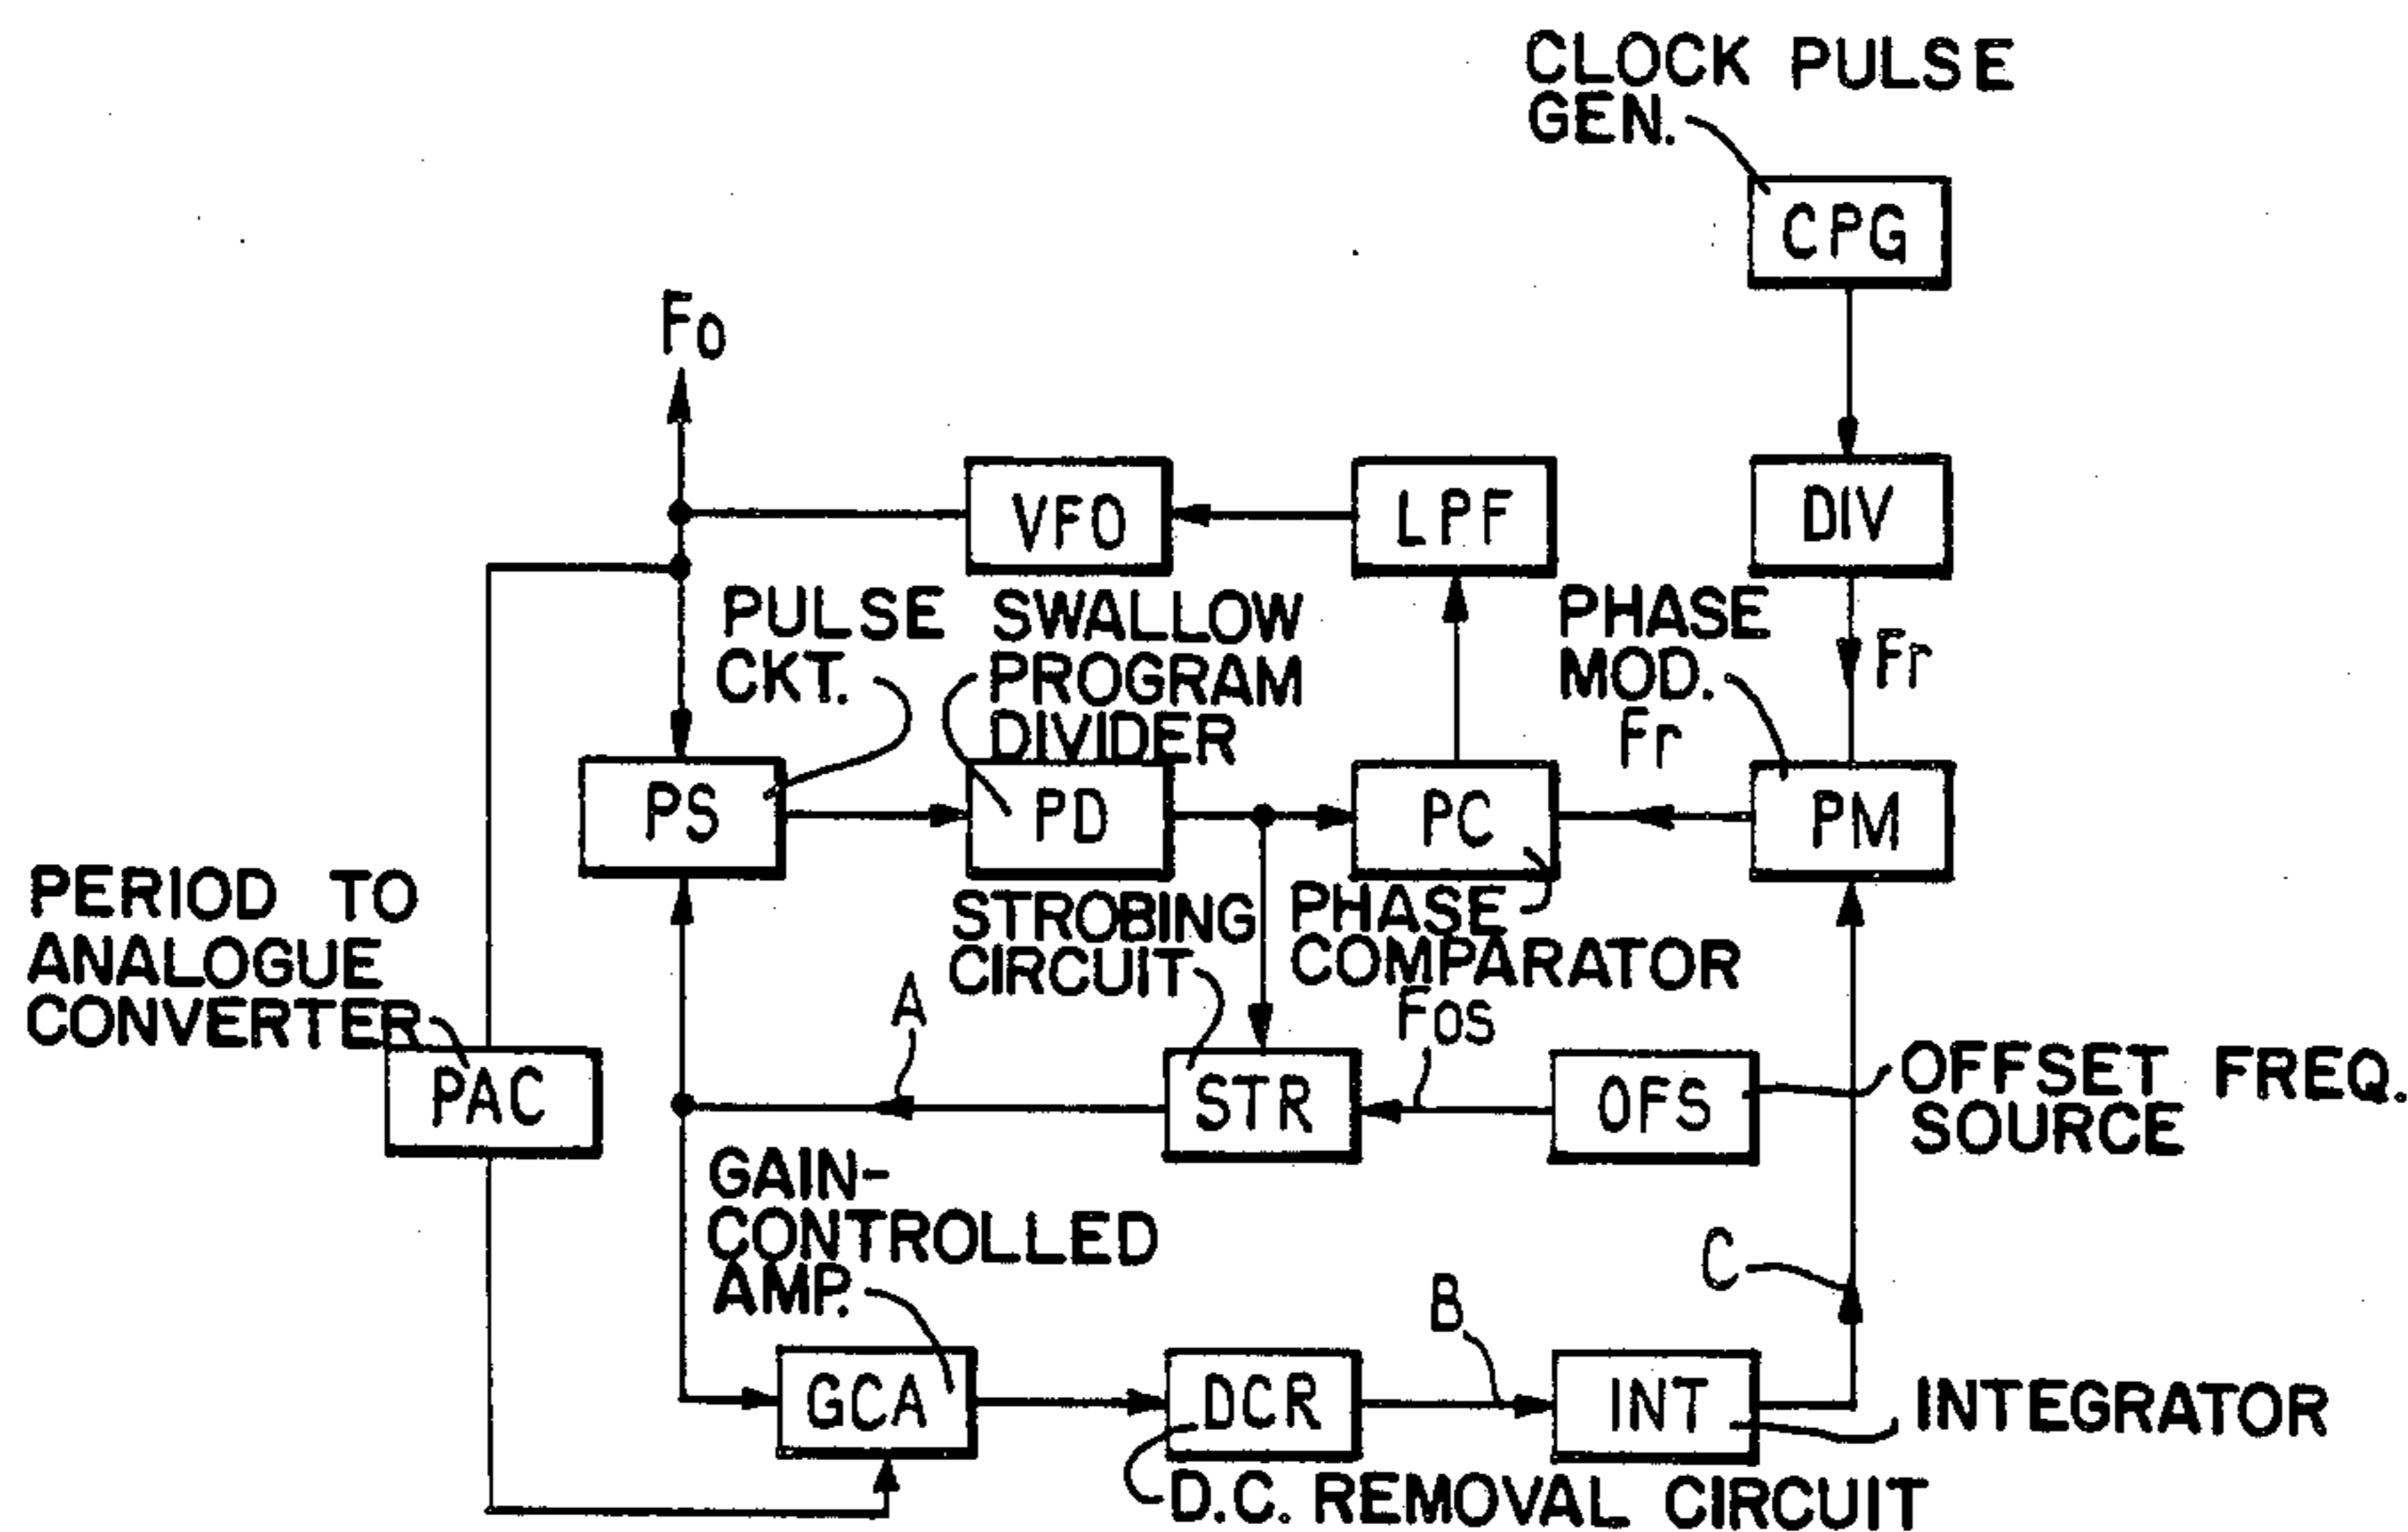 CLOCK PULSE
GEN.
CPG
Fo
VFO
LPF
DIV
PULSE SWALLOW
CKT. PROGRAM
DIVIDER
PHASE
MOD.
Fr
Fr
PS
PD
PC
PM
PERIOD TO
ANALOGUE
CONVERTER
STROBING
CIRCUIT
PHASE
COMPARATOR
A
Fos
PAC
STR
OFS
OFFSET FREQ.
SOURCE
GAIN-
CONTROLLED
AMP.
B
C
GCA
DCR
INT
INTEGRATOR
D.C. REMOVAL CIRCUIT